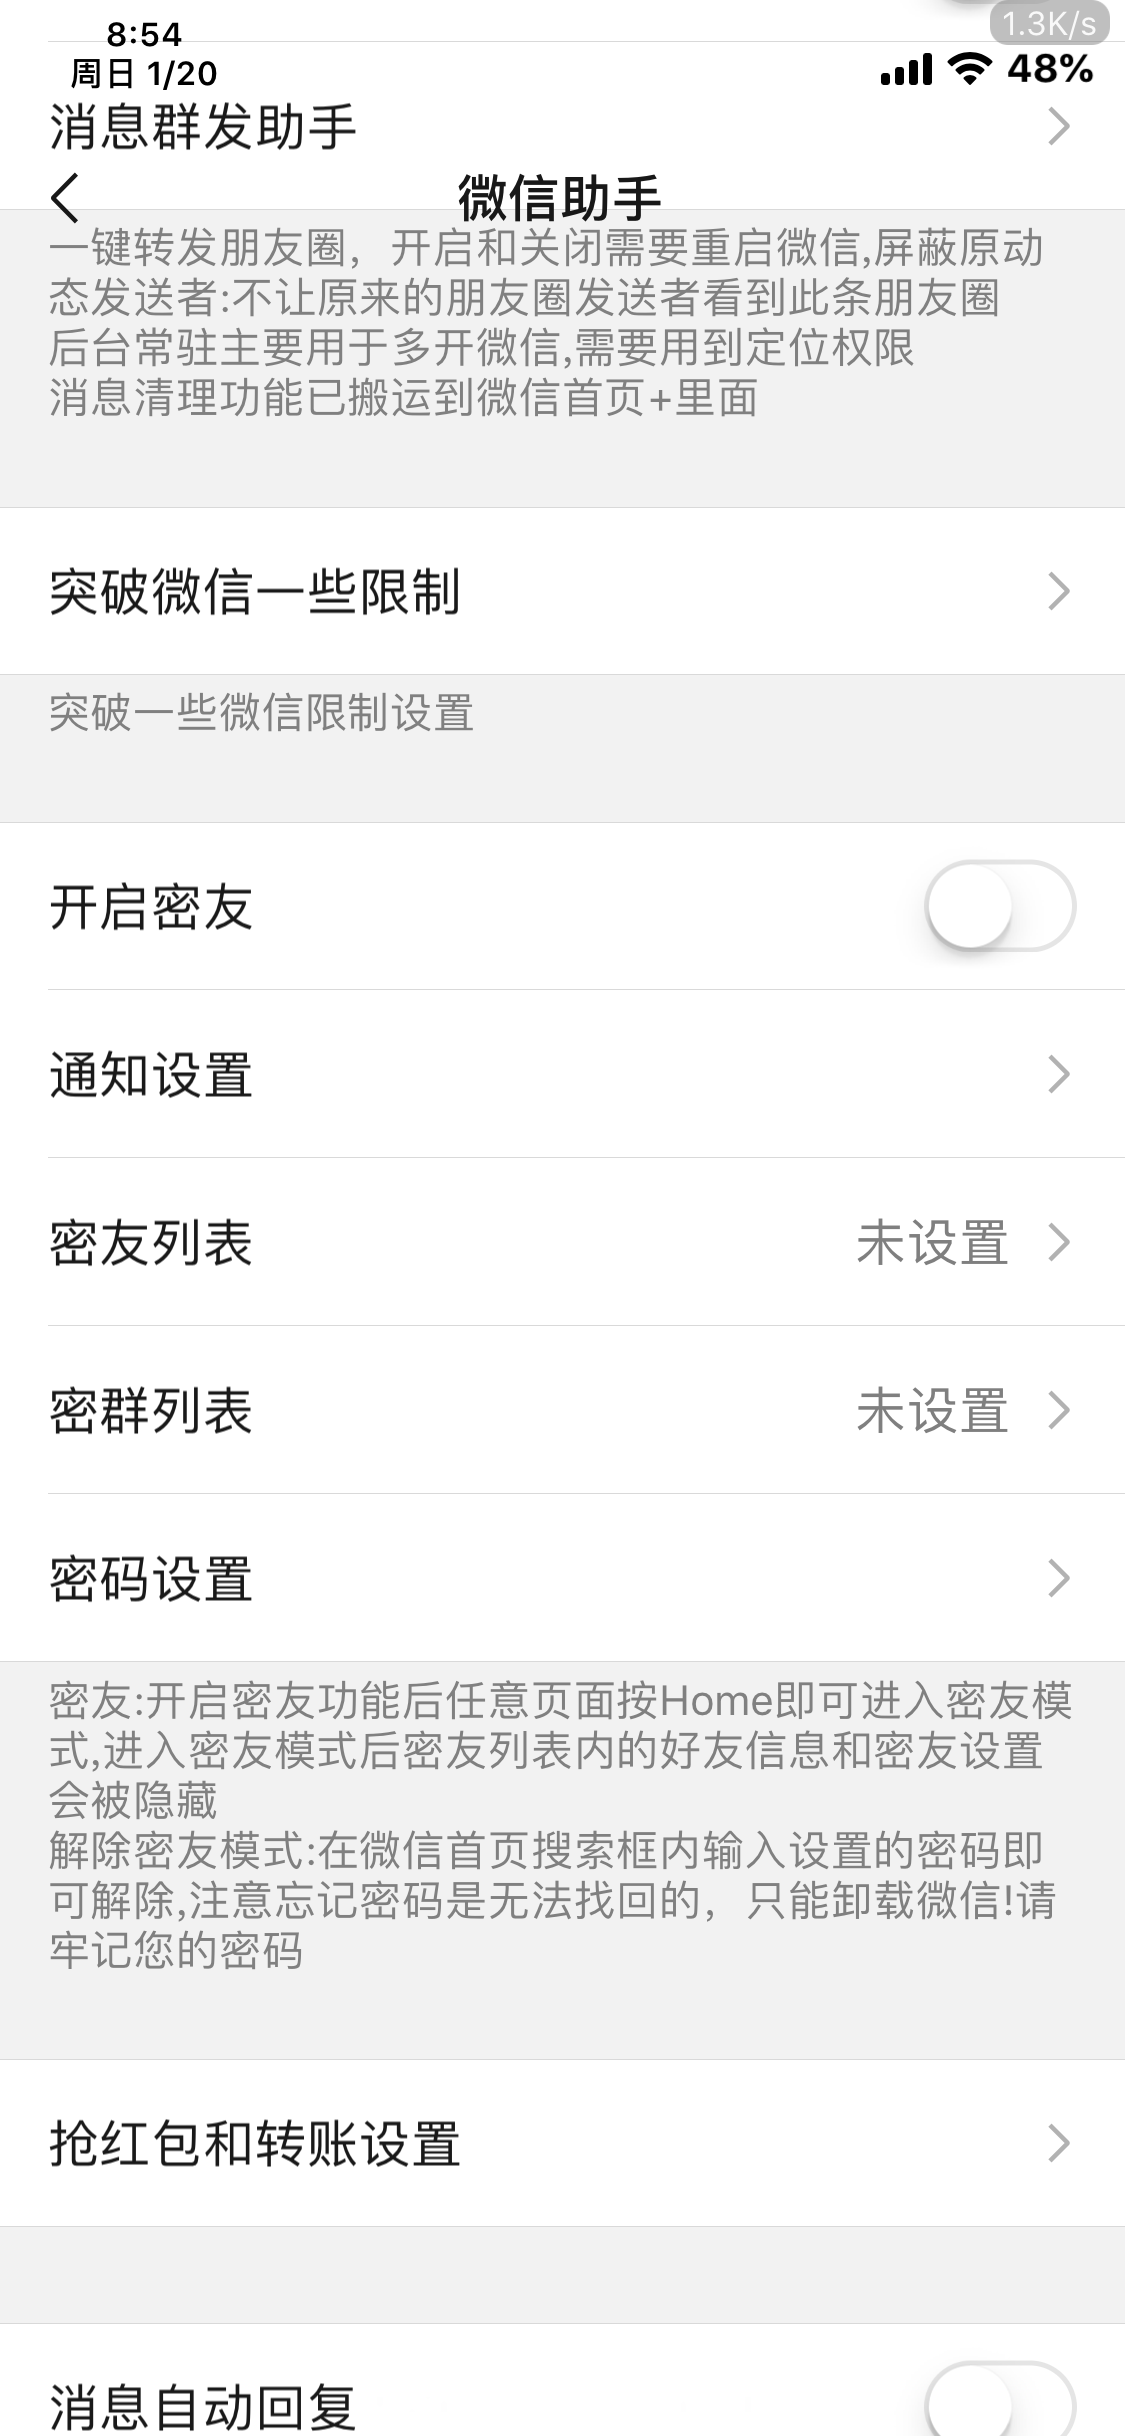 1.3K/s
8:54
周日 1/20
48%
消息群发助手
微信助手
一键转发朋友圈，开启和关闭需要重启微信,屏蔽原动
态发送者:不让原来的朋友圈发送者看到此条朋友圈
后台常驻主要用于多开微信,需要用到定位权限
消息清理功能已搬运到微信首页+里面
突破微信一些限制
突破一些微信限制设置
开启密友
通知设置
密友列表 未设置
密群列表 未设置
密码设置
密友:开启密友功能后任意页面按Home即可进入密友模
式,进入密友模式后密友列表内的好友信息和密友设置
会被隐藏
解除密友模式:在微信首页搜索框内输入设置的密码即
可解除,注意忘记密码是无法找回的，只能卸载微信!请
牢记您的密码
抢红包和转账设置
消息自动回复